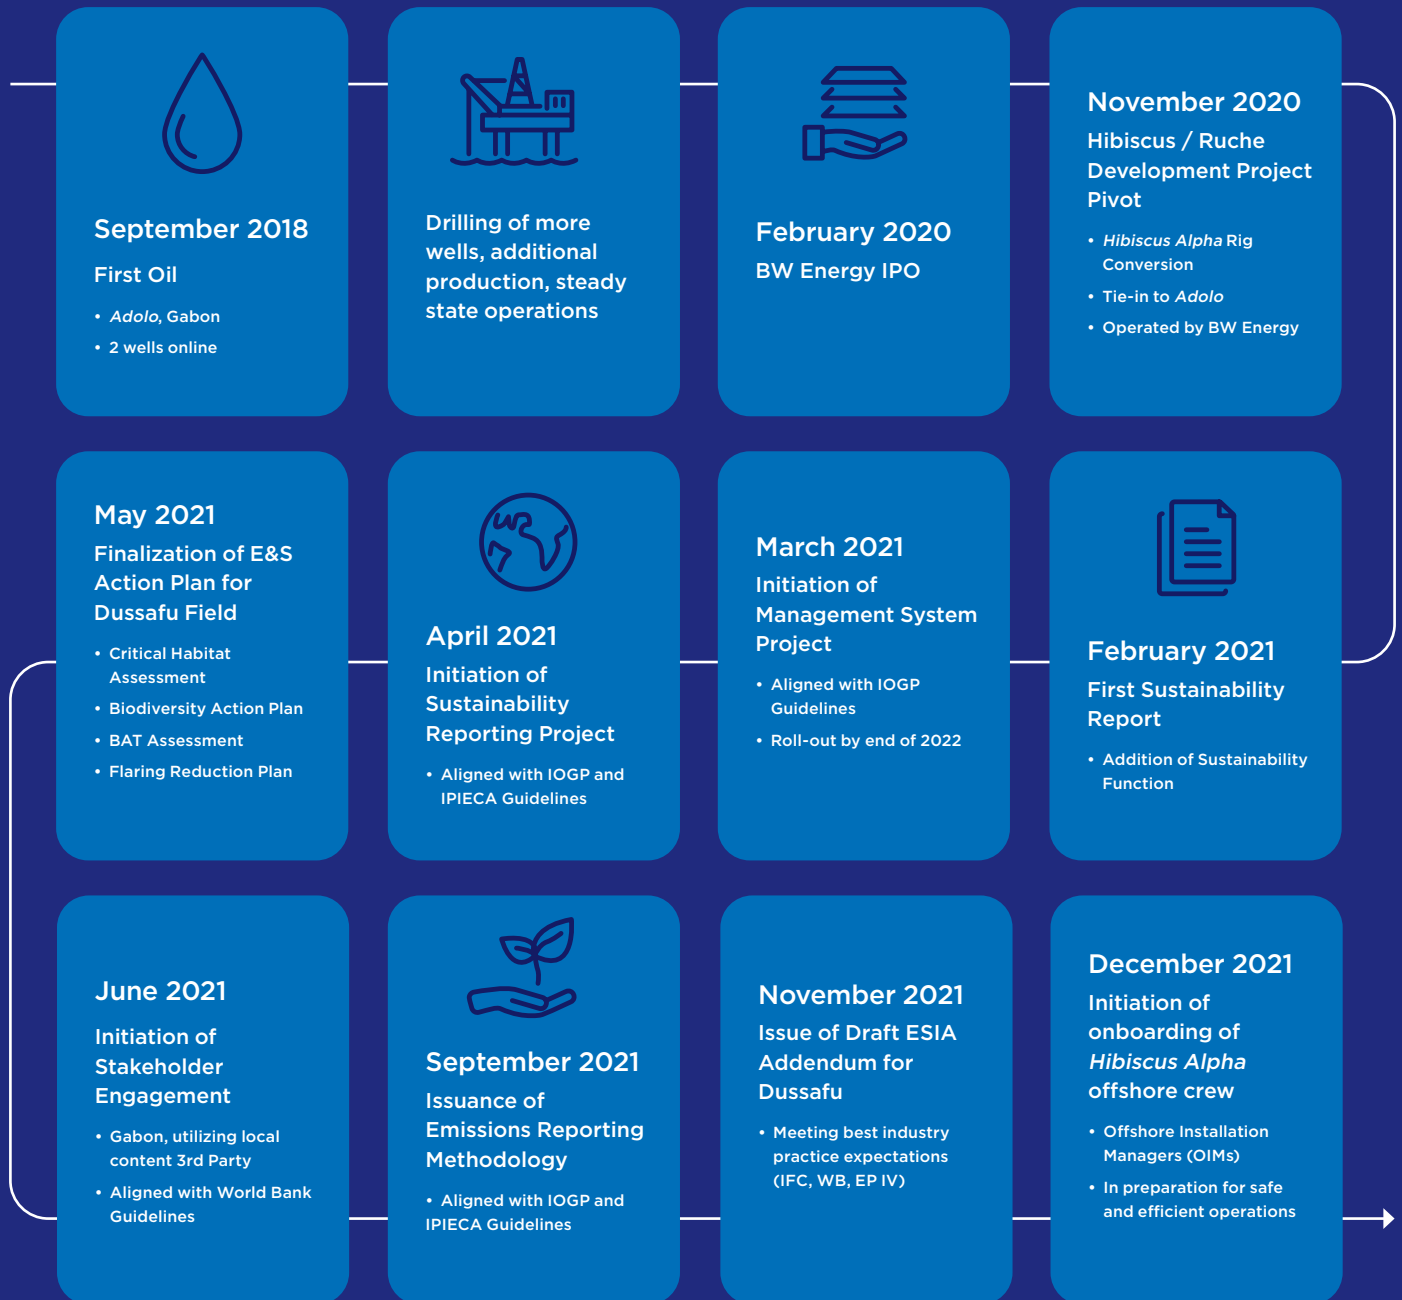 September 2018
First Oil
• Adolo, Gabon
• 2 wells online
Drilling of more
wells, additional
production, steady
state operations
February 2020
BW Energy IPO
November 2020
Hibiscus / Ruche
Development Project
Pivot
• Hibiscus Alpha Rig
Conversion
• Tie-in to Adolo
• Operated by BW Energy
February 2021
First Sustainability
Report
• Addition of Sustainability
Function
March 2021
Initiation of
Management System
Project
• Aligned with IOGP
Guidelines
• Roll-out by end of 2022
April 2021
Initiation of
Sustainability
Reporting Project
• Aligned with IOGP and
IPIECA Guidelines
May 2021
Finalization of E&S
Action Plan for
Dussafu Field
• Critical Habitat
Assessment
• Biodiversity Action Plan
• BAT Assessment
• Flaring Reduction Plan
June 2021
Initiation of
Stakeholder
Engagement
• Gabon, utilizing local
content 3rd Party
• Aligned with World Bank
Guidelines
September 2021
Issuance of
Emissions Reporting
Methodology
• Aligned with IOGP and
IPIECA Guidelines
November 2021
Issue of Draft ESIA
Addendum for
Dussafu
• Meeting best industry
practice expectations
(IFC, WB, EP IV)
December 2021
Initiation of
onboarding of
Hibiscus Alpha
offshore crew
• Offshore Installation
Managers (OIMs)
• In preparation for safe
and efficient operations